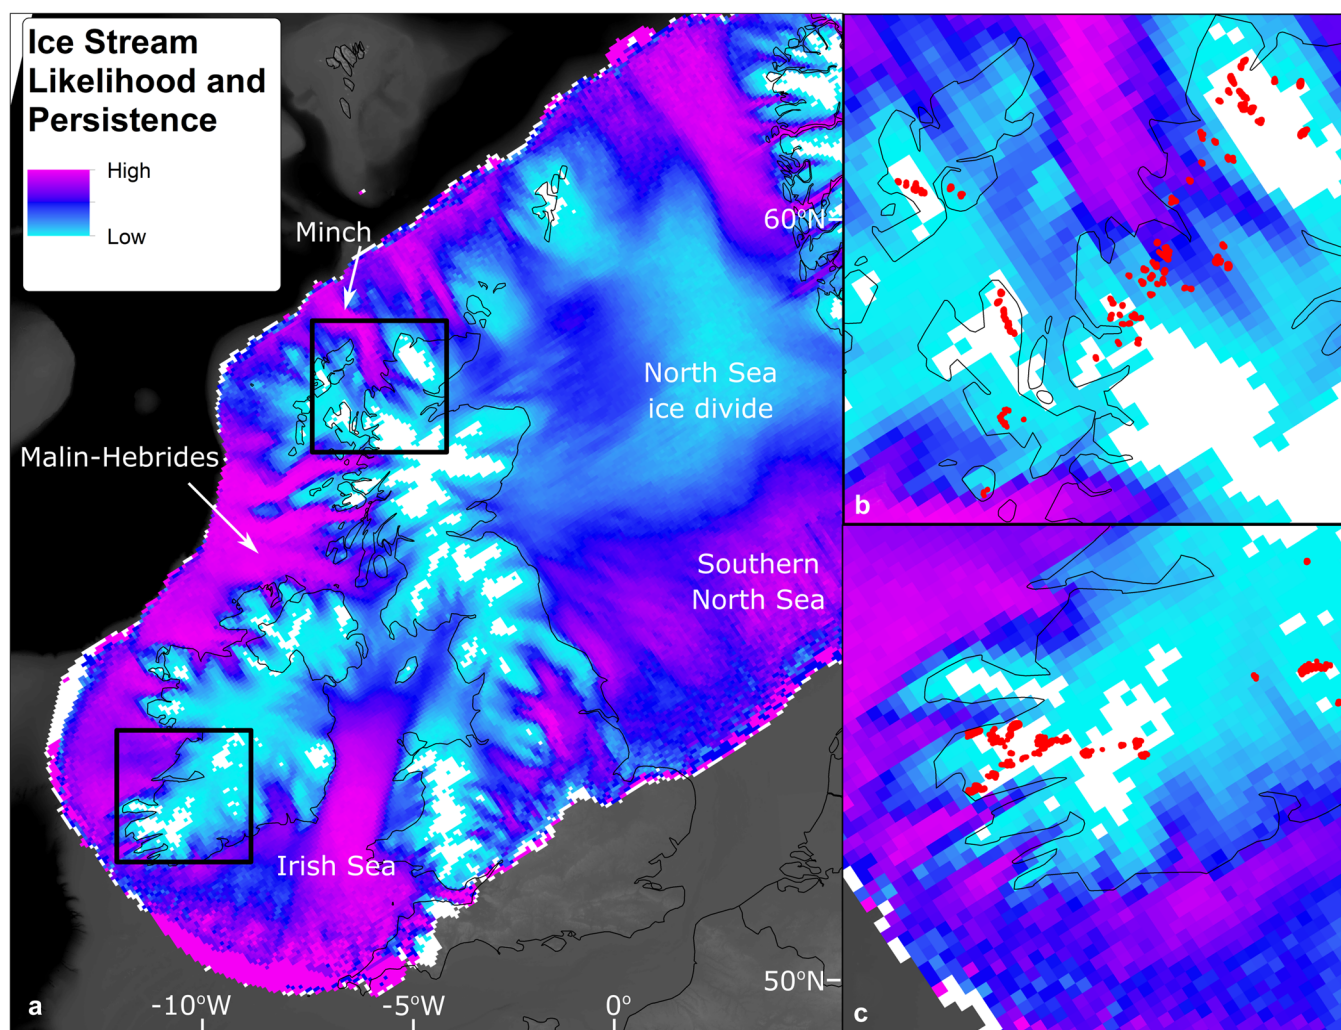 Ice Stream
Likelihood and
Persistence
High
Low
Minch
60°N
North Sea
ice divide
Malin-Hebrides
Southern
North Sea
Irish Sea
50°N
-10°W
-5°W
0°
a
b
c